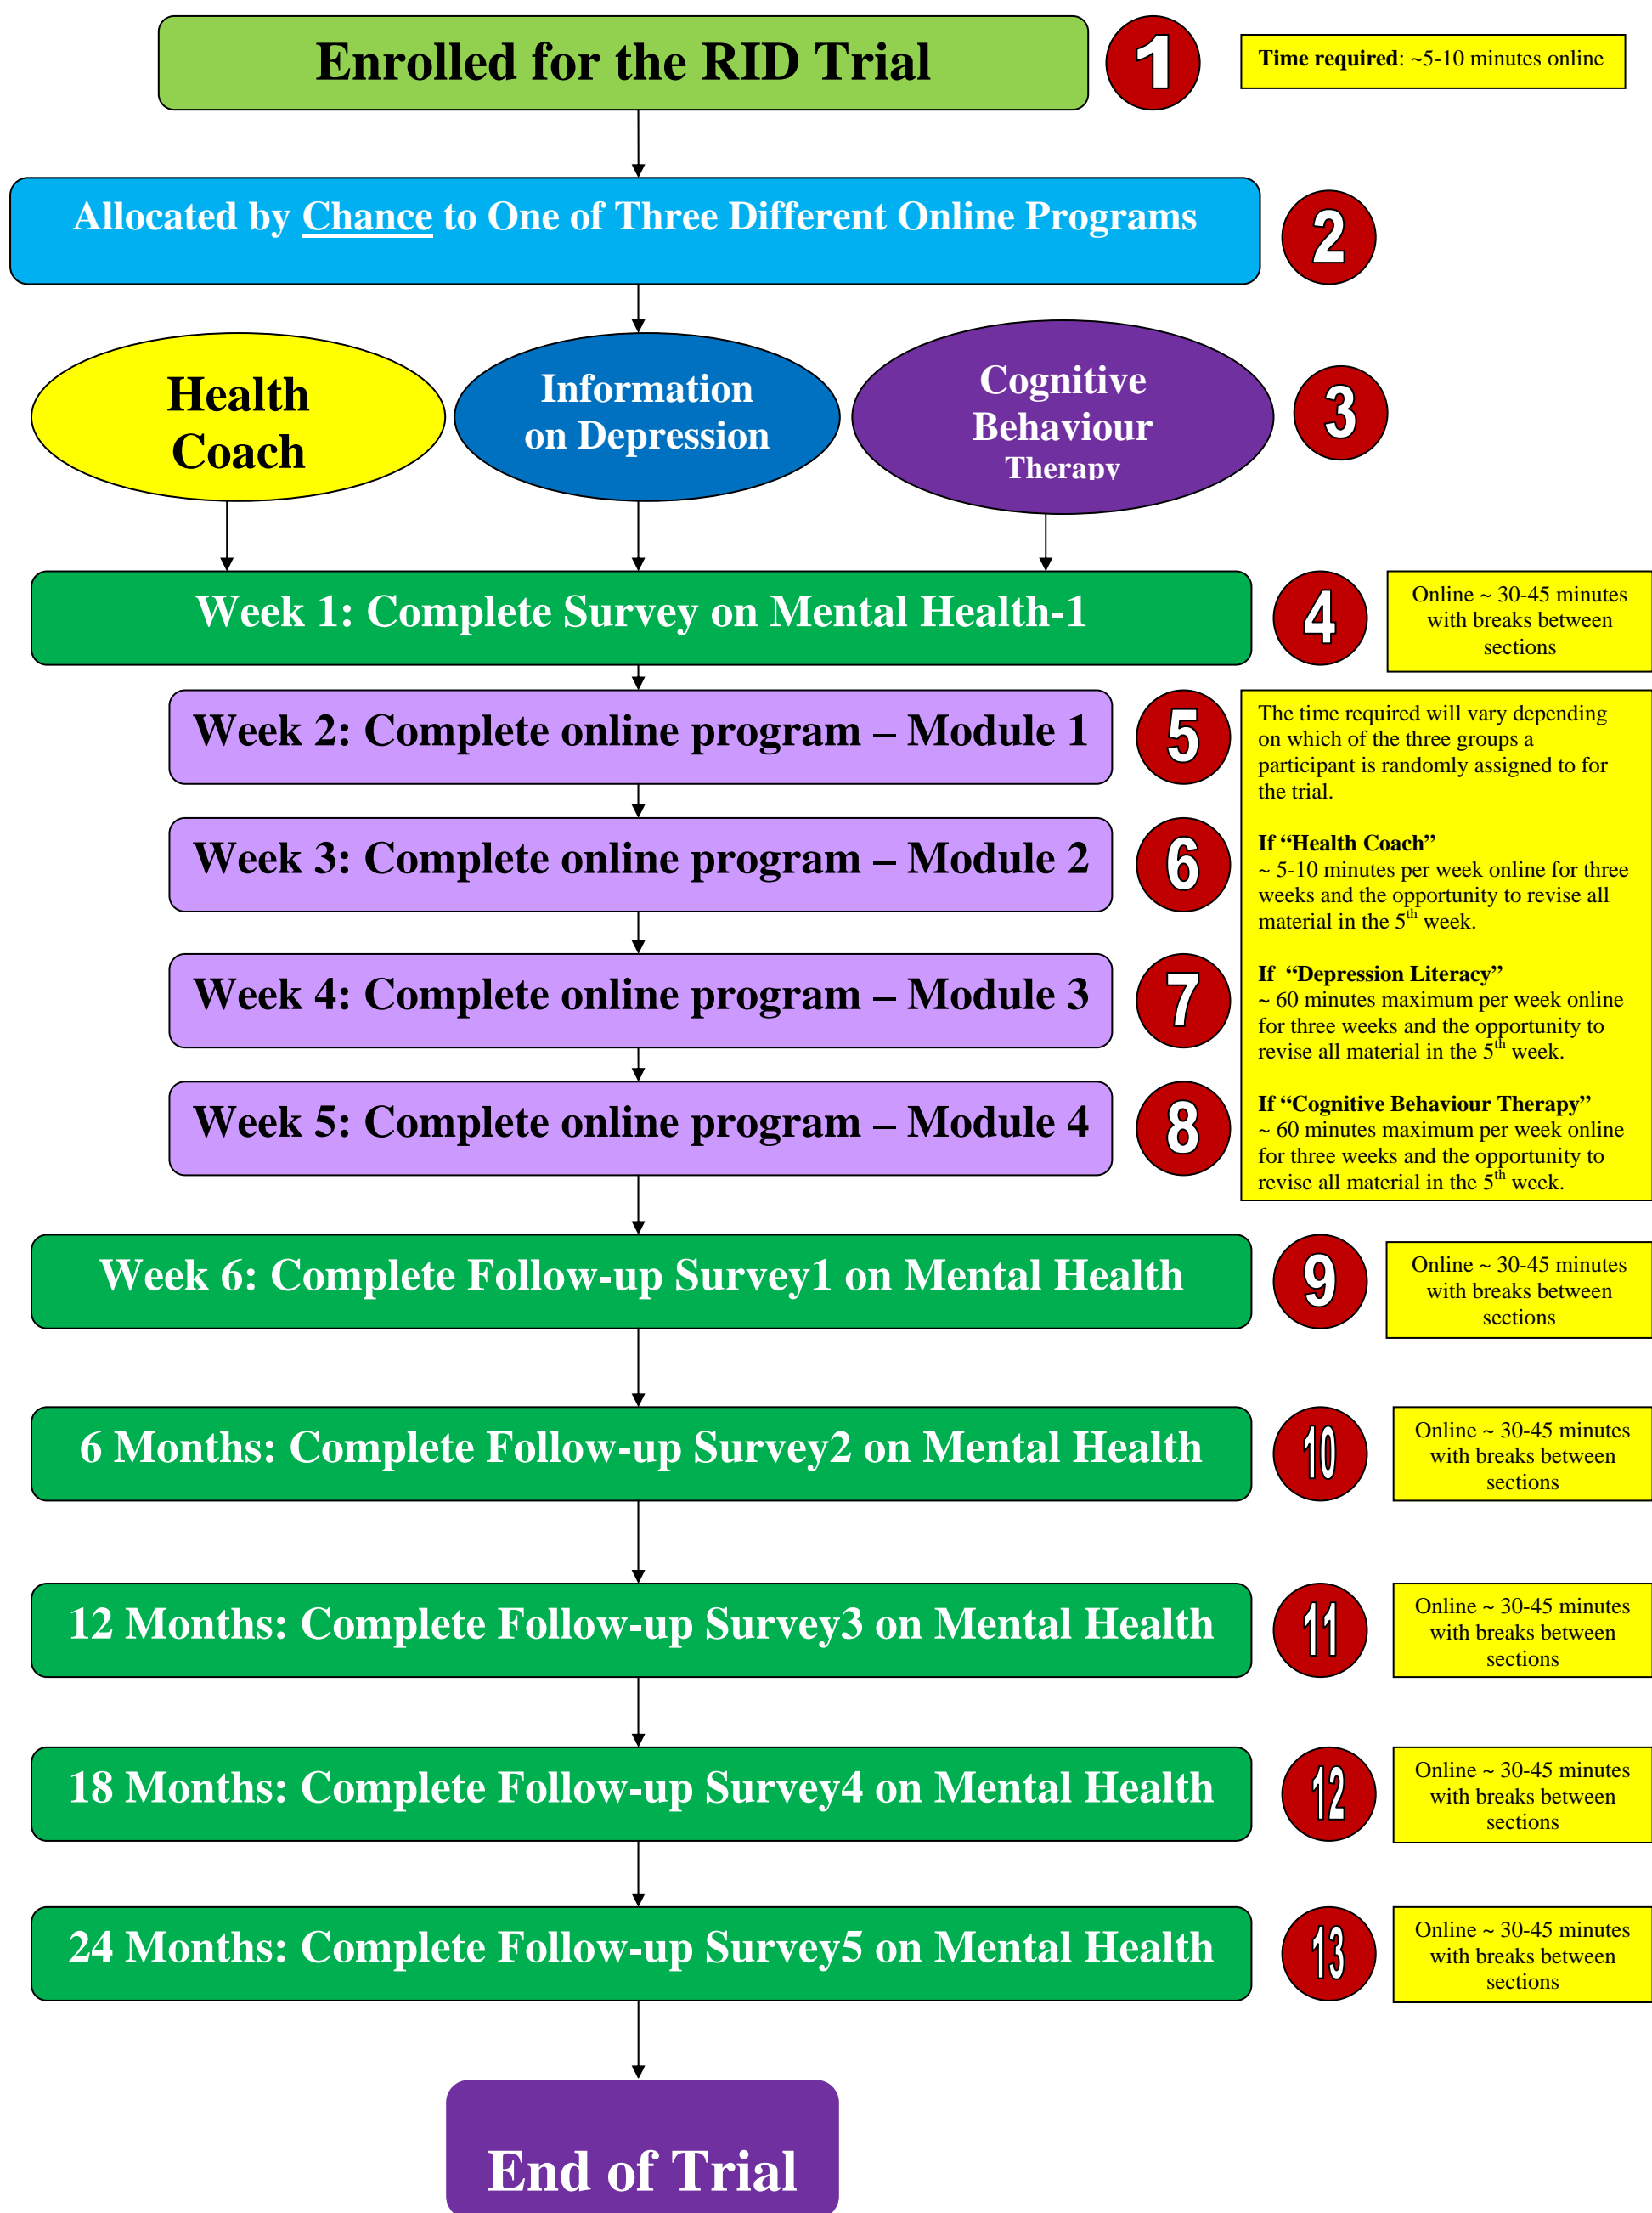 Enrolled for the RID Trial
1
Time required: ~5-10 minutes online
Allocated by Chance to One of Three Different Online Programs
2
Health
Coach
Information
on Depression
Cognitive
Behaviour
Therapy
3
Week 1: Complete Survey on Mental Health-1
4
Online ~ 30-45 minutes
with breaks between
sections
Week 2: Complete online program – Module 1
5
Week 3: Complete online program – Module 2
6
Week 4: Complete online program – Module 3
7
Week 5: Complete online program – Module 4
8
The time required will vary depending
on which of the three groups a
participant is randomly assigned to for
the trial.
If “Health Coach”
~ 5-10 minutes per week online for three
weeks and the opportunity to revise all
material in the 5th week.
If “Depression Literacy”
~ 60 minutes maximum per week online
for three weeks and the opportunity to
revise all material in the 5th week.
If “Cognitive Behaviour Therapy”
~ 60 minutes maximum per week online
for three weeks and the opportunity to
revise all material in the 5th week.
Week 6: Complete Follow-up Survey1 on Mental Health
9
Online ~ 30-45 minutes
with breaks between
sections
6 Months: Complete Follow-up Survey2 on Mental Health
10
Online ~ 30-45 minutes
with breaks between
sections
12 Months: Complete Follow-up Survey3 on Mental Health
11
Online ~ 30-45 minutes
with breaks between
sections
18 Months: Complete Follow-up Survey4 on Mental Health
12
Online ~ 30-45 minutes
with breaks between
sections
24 Months: Complete Follow-up Survey5 on Mental Health
13
Online ~ 30-45 minutes
with breaks between
sections
End of Trial